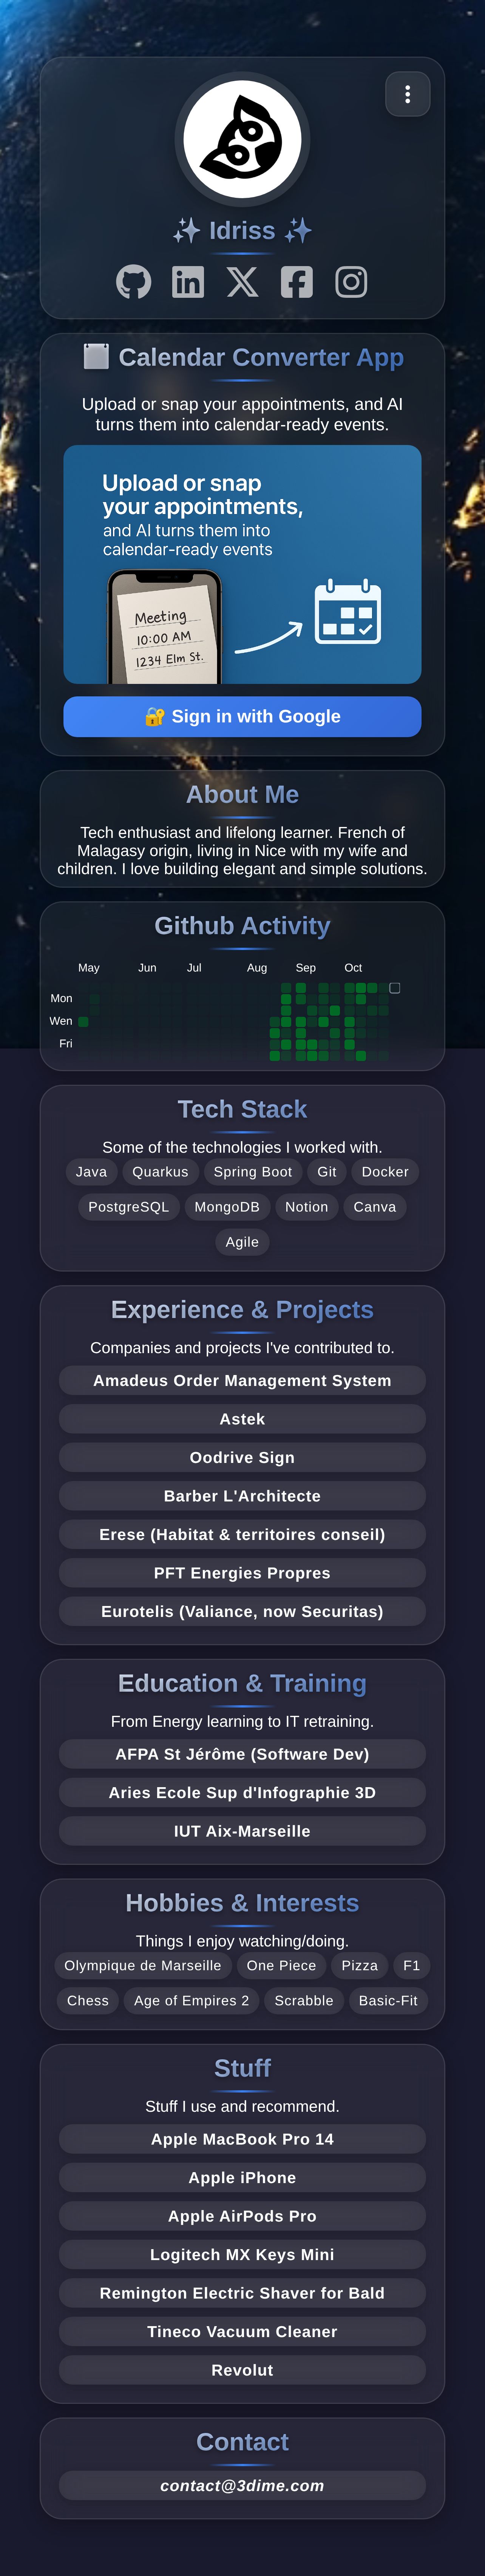 ✨ Idriss ✨
Calendar Converter App
Upload or snap your appointments, and AI
turns them into calendar-ready events.
Upload or snap
your appointments,
and AI turns them into
calendar-ready events
Meeting
10:00 AM
1234 Elm St.
🔐 Sign in with Google
About Me
Tech enthusiast and lifelong learner. French of
Malagasy origin, living in Nice with my wife and
children. I love building elegant and simple solutions.
Github Activity
May Jun Jul Aug Sep Oct
Mon
Wen
Fri
Tech Stack
Some of the technologies I worked with.
Java Quarkus Spring Boot Git Docker
PostgreSQL MongoDB Notion Canva
Agile
Experience & Projects
Companies and projects I've contributed to.
Amadeus Order Management System
Astek
Oodrive Sign
Barber L'Architecte
Erese (Habitat & territoires conseil)
PFT Energies Propres
Eurotelis (Valiance, now Securitas)
Education & Training
From Energy learning to IT retraining.
AFPA St Jérôme (Software Dev)
Aries Ecole Sup d'Infographie 3D
IUT Aix-Marseille
Hobbies & Interests
Things I enjoy watching/doing.
Olympique de Marseille One Piece Pizza F1
Chess Age of Empires 2 Scrabble Basic-Fit
Stuff
Stuff I use and recommend.
Apple MacBook Pro 14
Apple iPhone
Apple AirPods Pro
Logitech MX Keys Mini
Remington Electric Shaver for Bald
Tineco Vacuum Cleaner
Revolut
Contact
contact@3dime.com